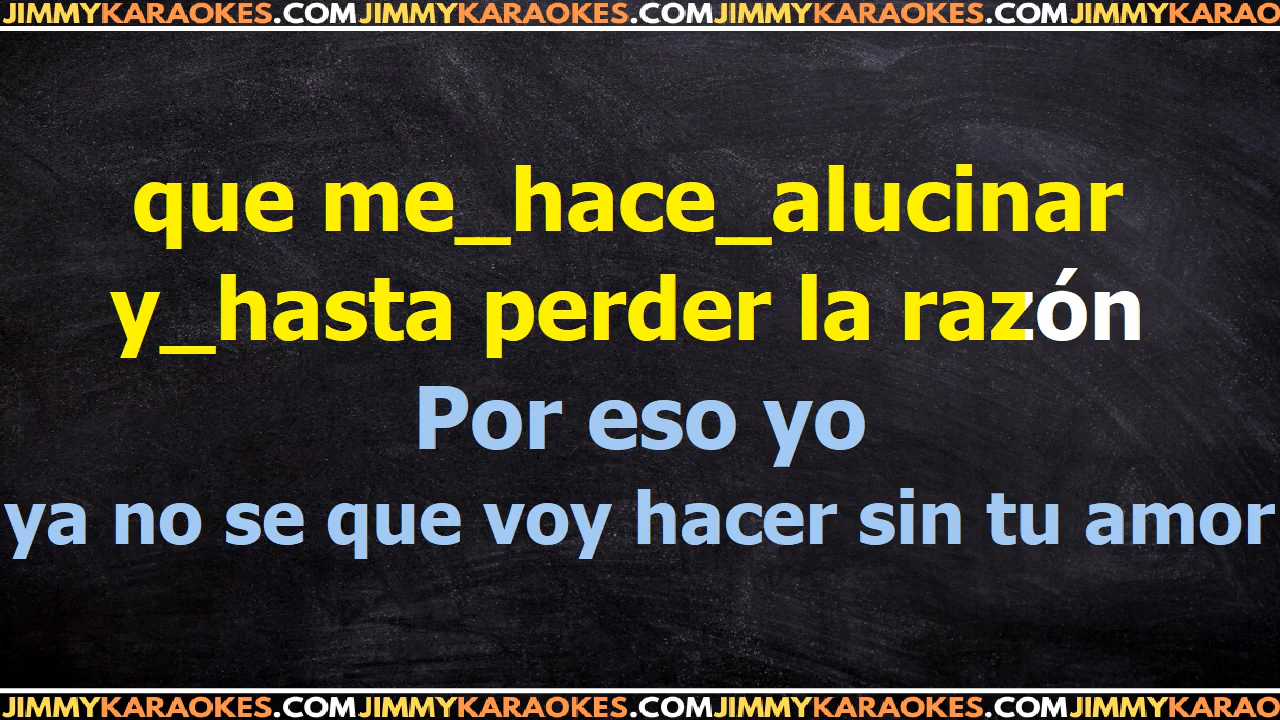 JIMMYKARAOKES.COMJIMMYKARAOKES.COMJIMMYKARAOKES.COMJIMMYKARAO
que me_hace_alucinar
y_hasta perder la razón
Por eso yo
ya no se que voy hacer sin tu amor
JIMMYKARAOKES.COMJIMMYKARAOKES.COMJIMMYKARAOKES.COMJIMMYKARAO